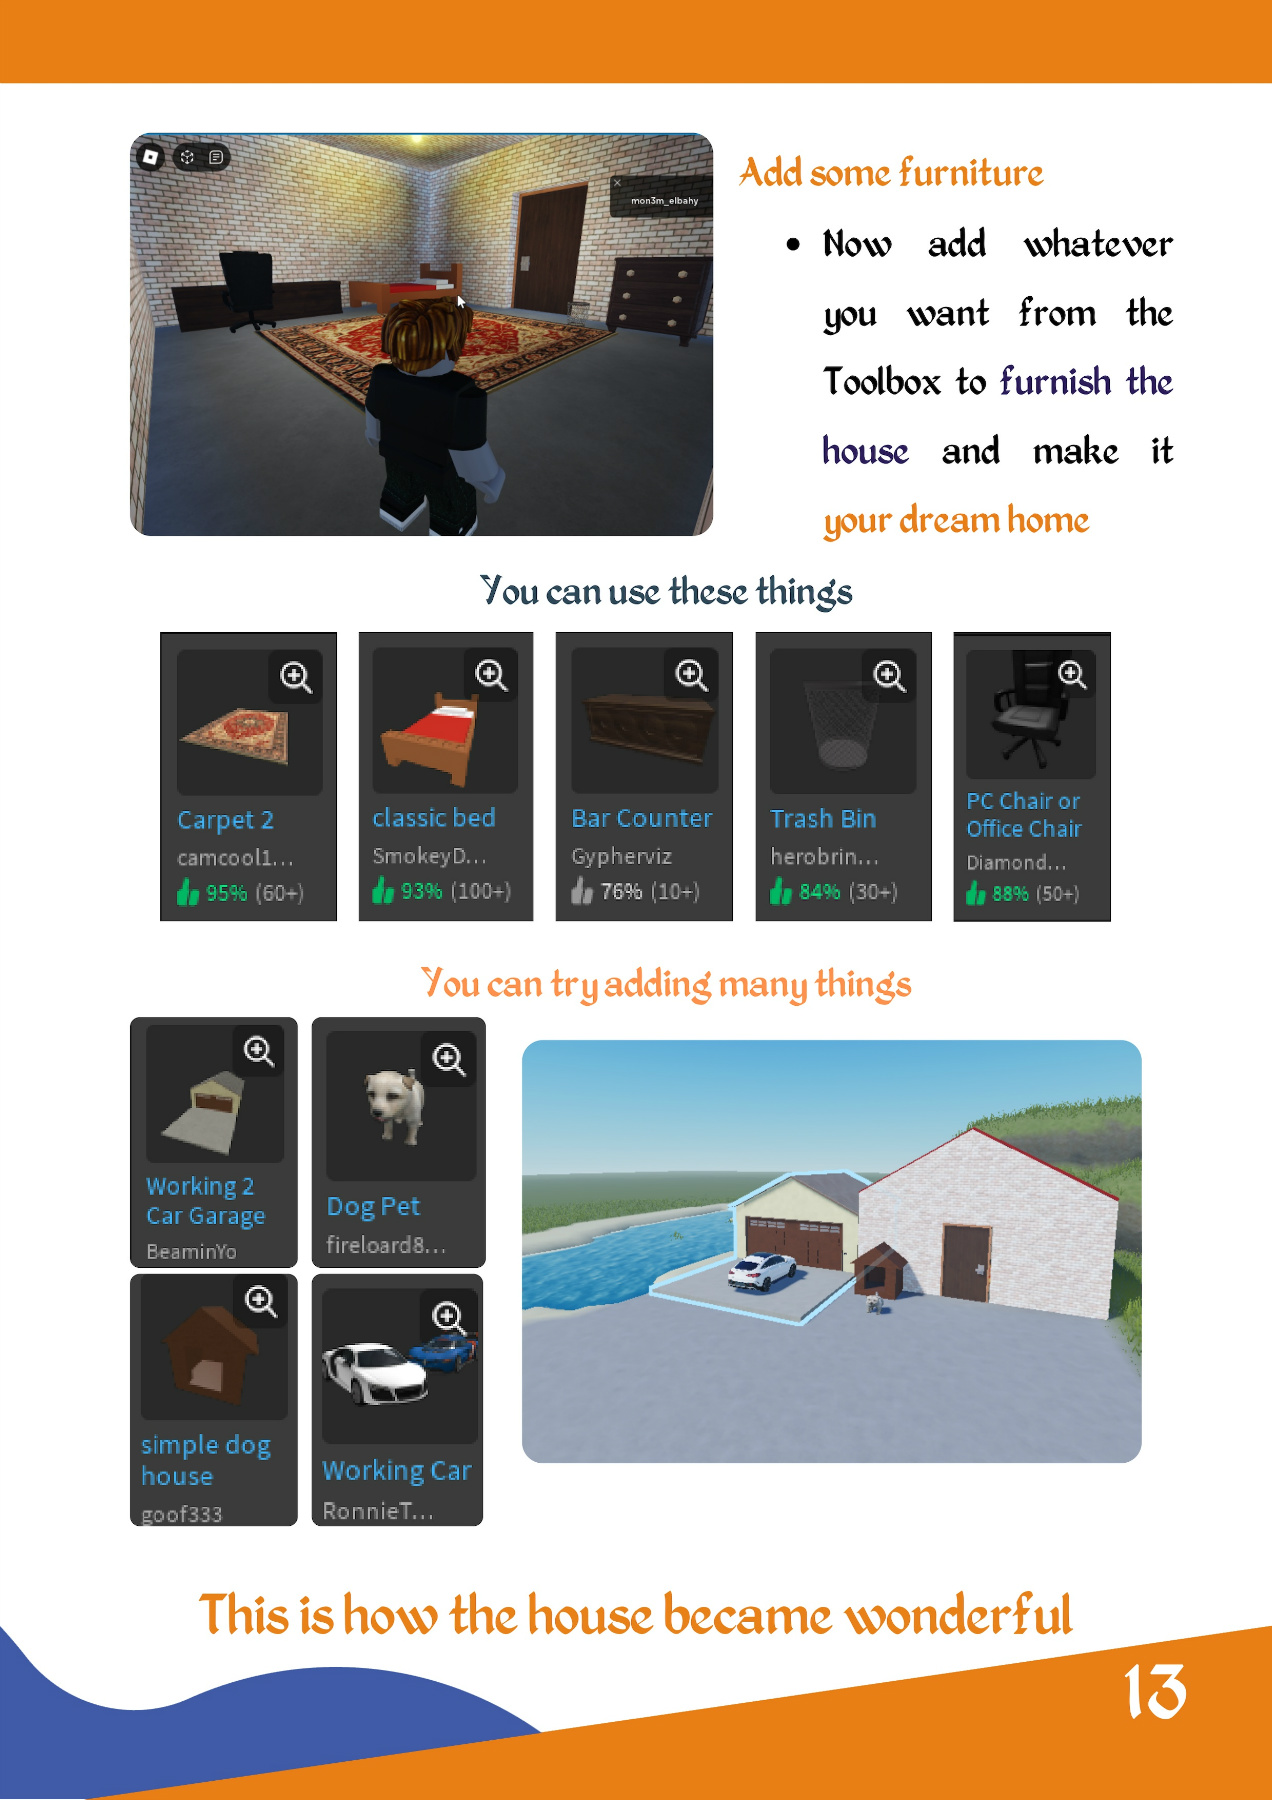 mon3m_elbahy
Add some furniture
• Now add whatever
you want from the
Toolbox to furnish the
house and make it
your dream home
You can use these things
Carpet 2
camcool1...
95% (60+)
classic bed
SmokeyD...
93% (100+)
Bar Counter
Gypherviz
76% (10+)
Trash Bin
herobrin...
84% (30+)
PC Chair or
Office Chair
Diamond...
88% (50+)
You can try adding many things
Working 2
Car Garage
BeaminYo
Dog Pet
fireloard8...
simple dog
house
goof333
Working Car
RonnieT...
This is how the house became wonderful
13